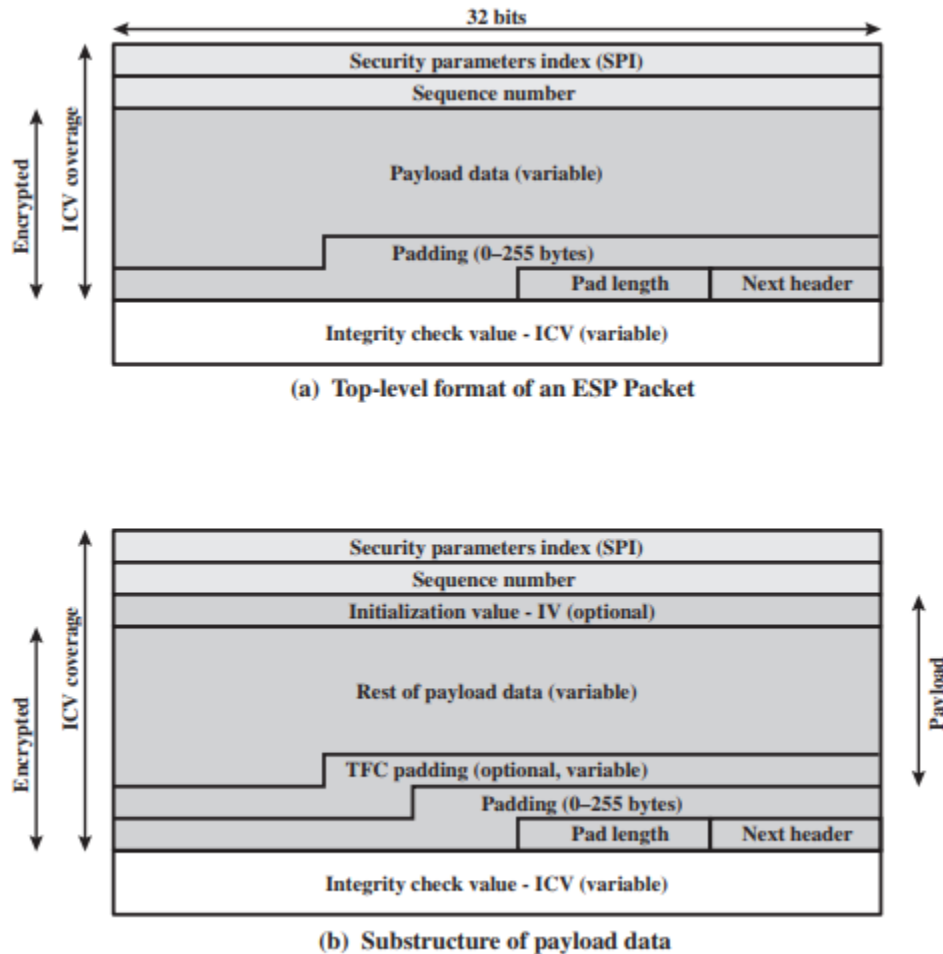 32 bits
Security parameters index (SPI)
Sequence number
Payload data (variable)
Padding (0–255 bytes)
Pad length
Next header
Integrity check value - ICV (variable)
Encrypted
ICV coverage
(a) Top-level format of an ESP Packet
Security parameters index (SPI)
Sequence number
Initialization value - IV (optional)
Rest of payload data (variable)
TFC padding (optional, variable)
Padding (0–255 bytes)
Pad length
Next header
Integrity check value - ICV (variable)
Encrypted
ICV coverage
Payload
(b) Substructure of payload data